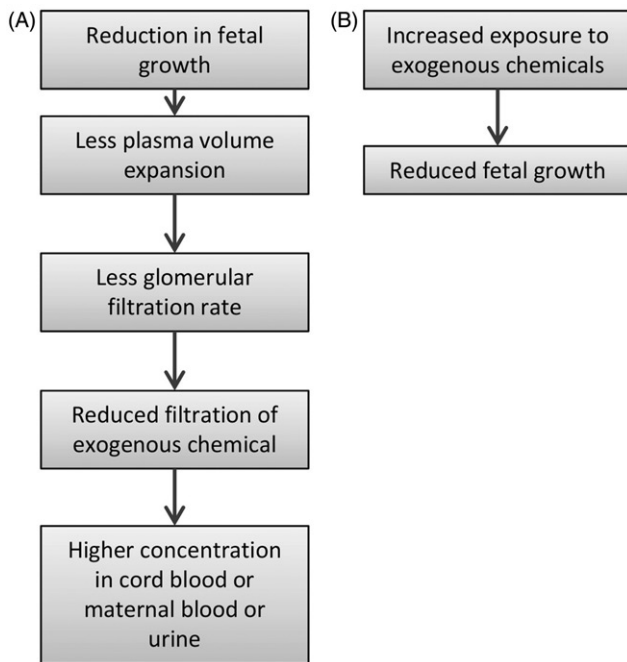 (A)
Reduction in fetal
growth
Less plasma volume
expansion
Less glomerular
filtration rate
Reduced filtration of
exogenous chemical
Higher concentration
in cord blood or
maternal blood or
urine
(B)
Increased exposure to
exogenous chemicals
Reduced fetal growth